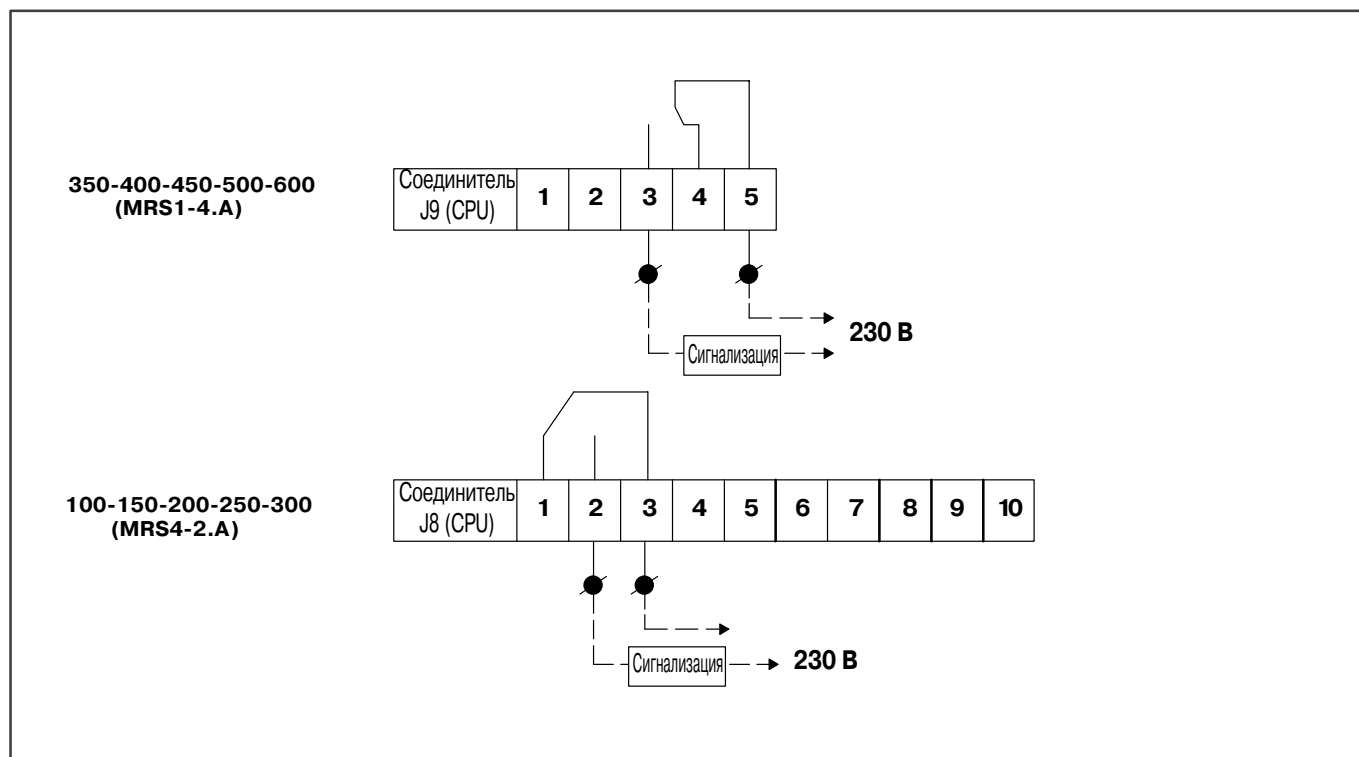 350-400-450-500-600
(MRS1-4.A)
Соединитель
J9 (CPU)
1 2 3 4 5
230 В
Сигнализация
100-150-200-250-300
(MRS4-2.A)
Соединитель
J8 (CPU)
1 2 3 4 5 6 7 8 9 10
Сигнализация
230 В